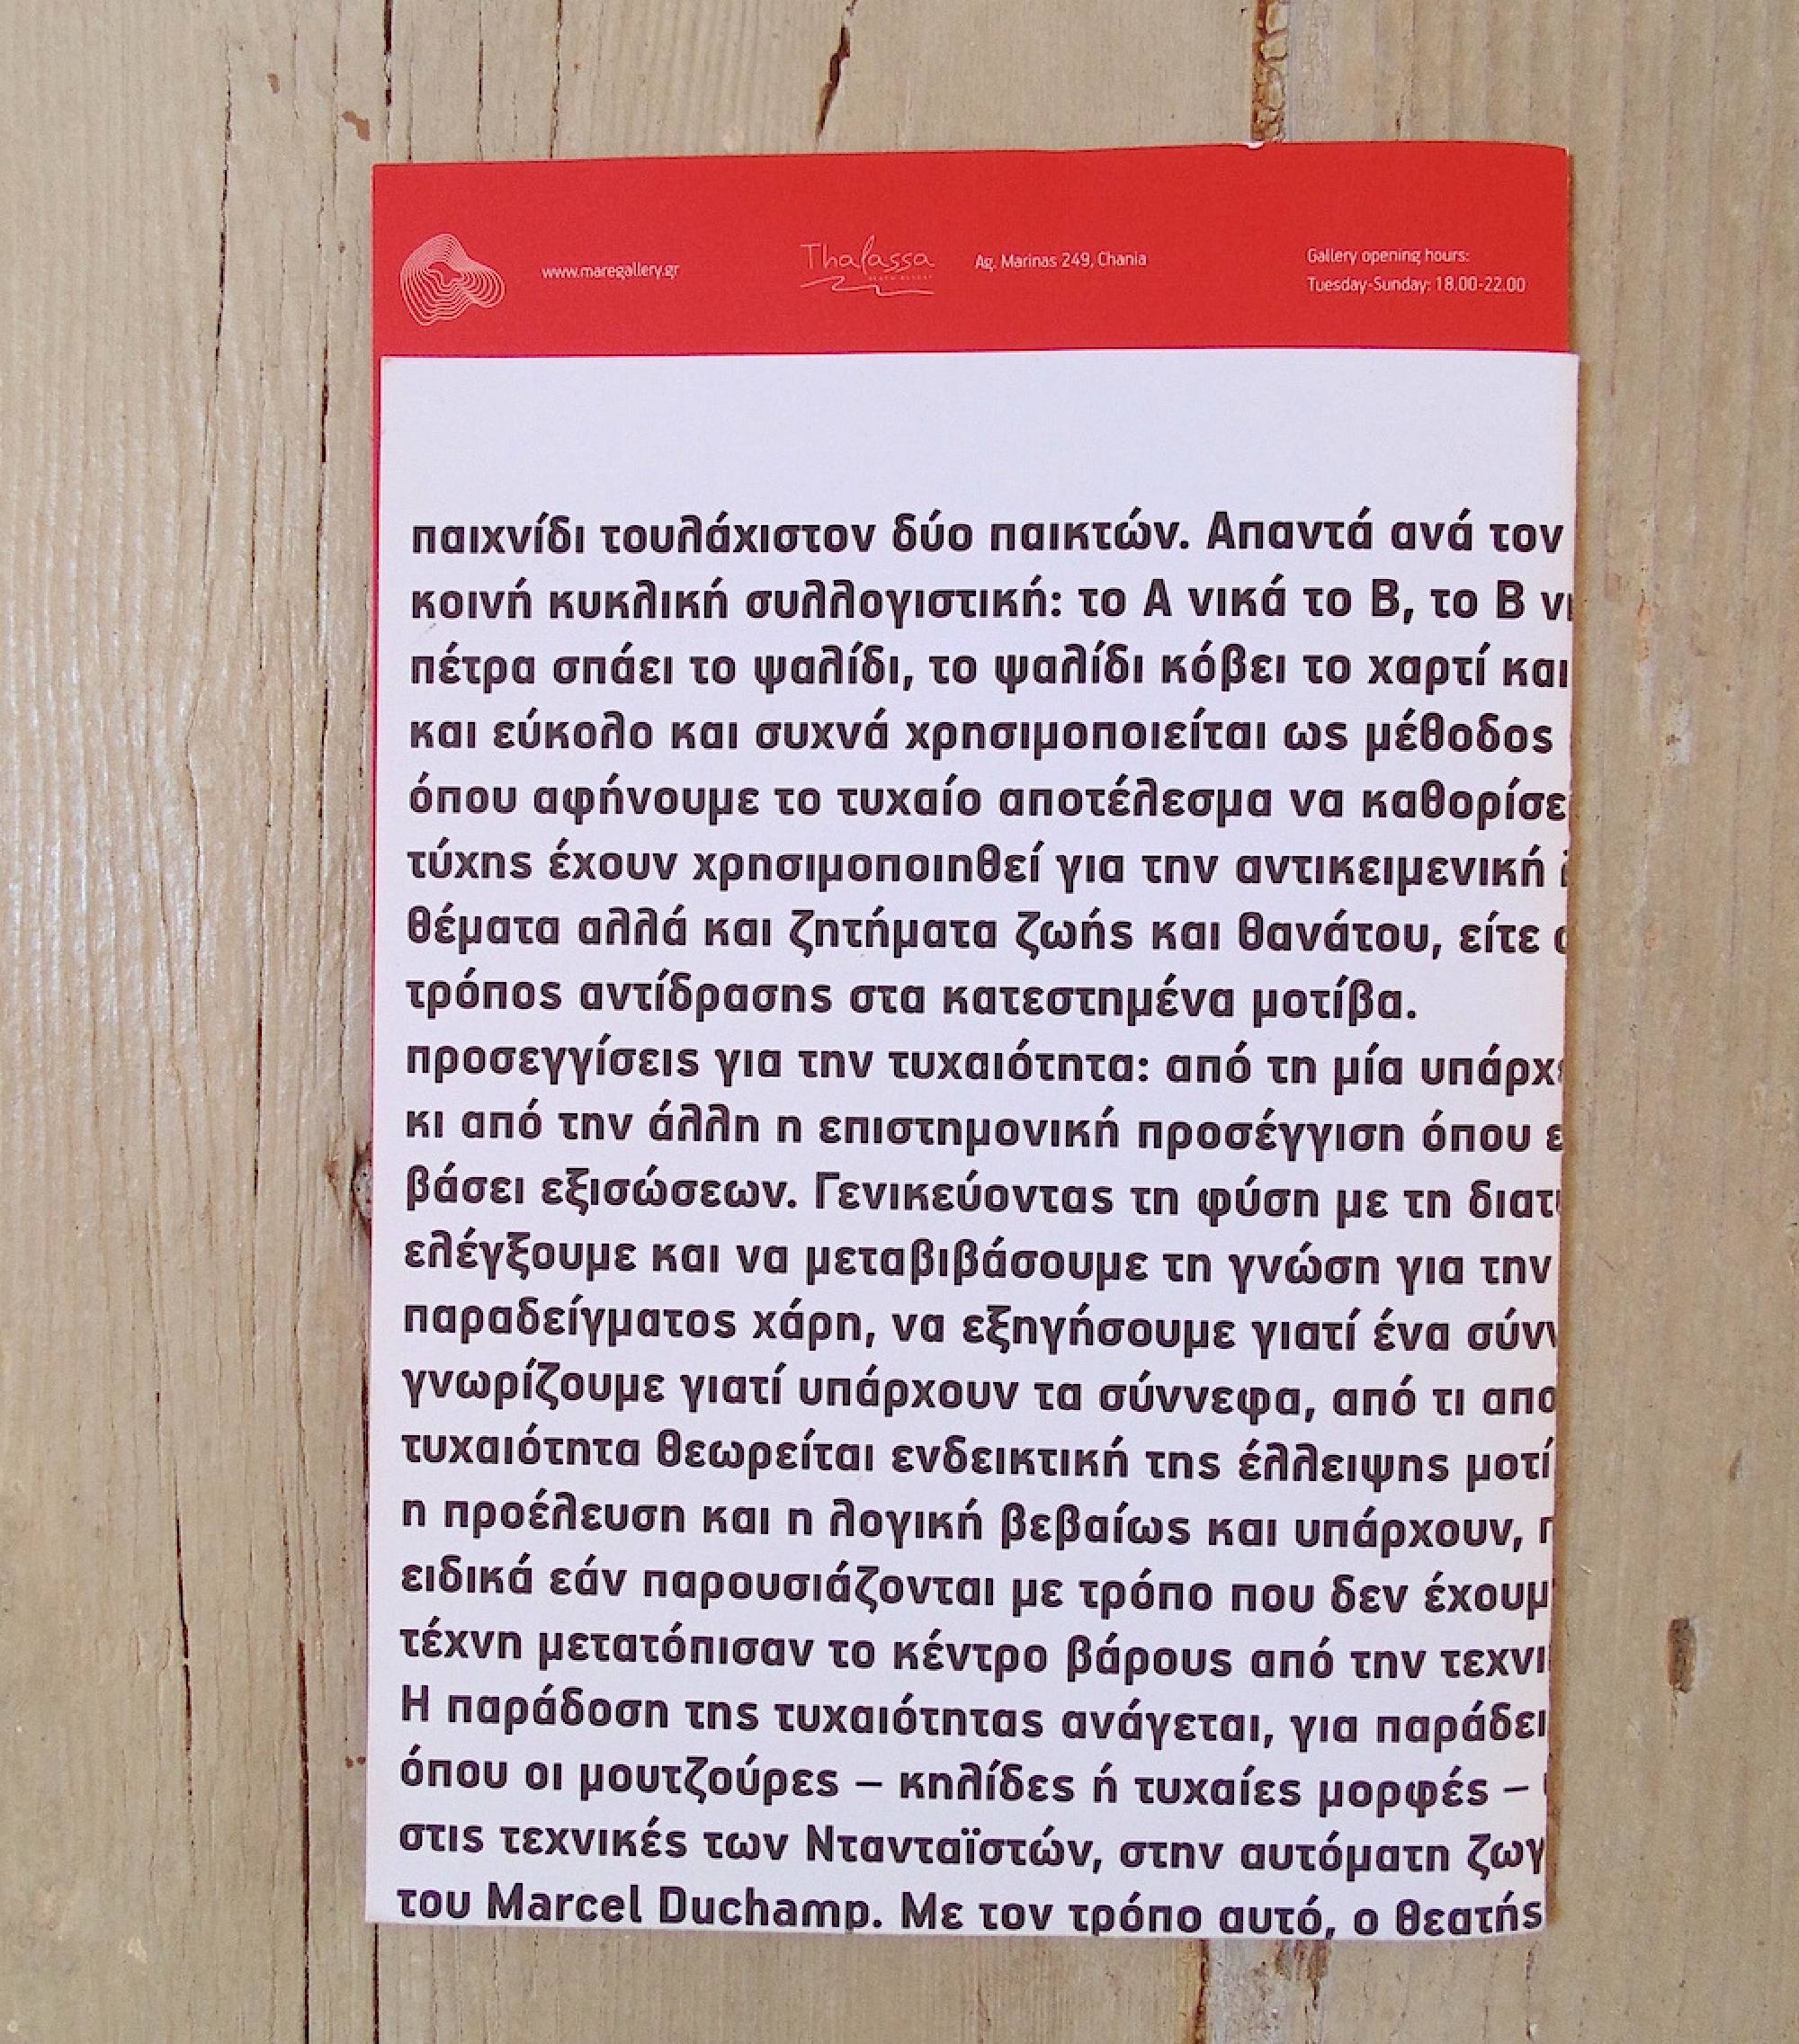 www.maregallery.gr
Thalassa
Ag. Marinas 249, Chania
Gallery opening hours:
Tuesday-Sunday: 18.00-22.00
παιχνίδι τουλάχιστον δύο παικτών. Απαντά ανά τον
κοινή κυκλική συλλογιστική: το Α νικά το Β, το Β
πέτρα σπάει το ψαλίδι, το ψαλίδι κόβει το χαρτί και
και εύκολο και συχνά χρησιμοποιείται ως μέθοδος
όπου αφήνουμε το τυχαίο αποτέλεσμα να
τύχης έχουν χρησιμοποιηθεί για την αντικειμενική
θέματα αλλά και ζητήματα ζωής και θανάτου, είτε
τρόπος αντίδρασης στα κατεστημένα μοτίβα.
προσεγγίσεις για την τυχαιότητα: από τη μία
κι από την άλλη η επιστημονική προσέγγιση όπου
βάσει εξισώσεων. Γενικεύοντας τη φύση με τη
ελέγξουμε και να μεταβιβάσουμε τη γνώση για την
παραδείγματος χάρη, να εξηγήσουμε γιατί ένα
γνωρίζουμε γιατί υπάρχουν τα σύννεφα, από τι
τυχαιότητα θεωρείται ενδεικτική της έλλειψης
η προέλευση και η λογική βεβαίως και υπάρχουν,
ειδικά εάν παρουσιάζονται με τρόπο που δεν
τέχνη μετατόπισαν το κέντρο βάρους από την
Η παράδοση της τυχαιότητας ανάγεται, για
όπου οι μουτζούρες – κηλίδες ή τυχαίες μορφές –
στις τεχνικές των Ντανταϊστών, στην αυτόματη
του Marcel Duchamp. Με τον τρόπο αυτό, ο θεατής